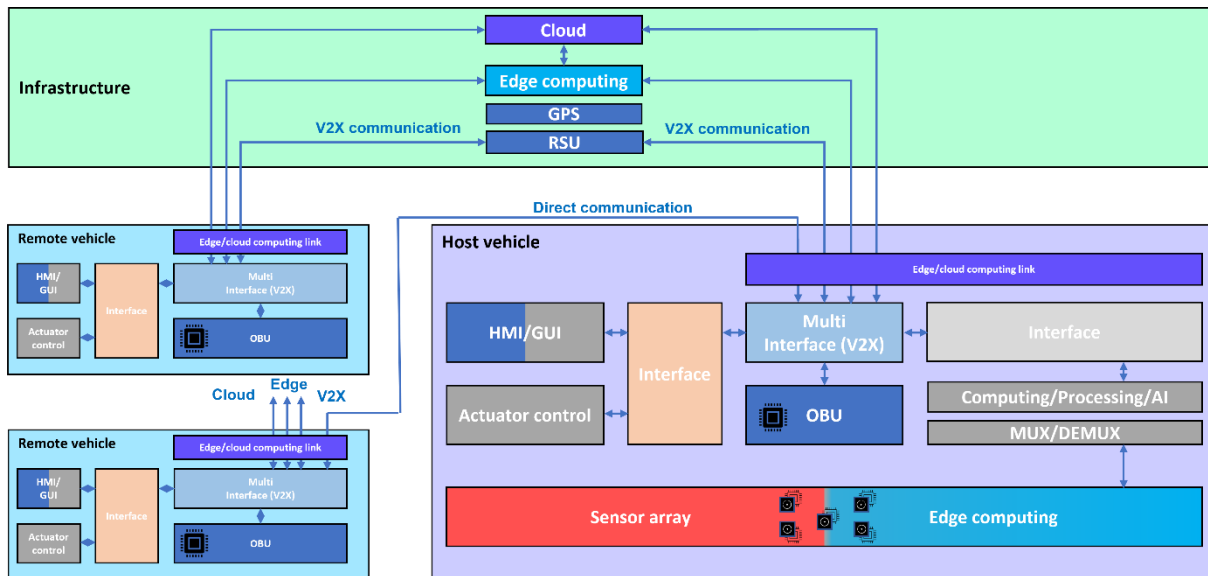 Cloud
Infrastructure
Edge computing
GPS
V2X communication
RSU
V2X communication
Direct communication
Remote vehicle
Edge/cloud computing link
HMI/
GUI
Interface
Multi
Interface (V2X)
Actuator
control
OBU
Cloud
Edge
V2X
Remote vehicle
Edge/cloud computing link
HMI/
GUI
Interface
Multi
Interface (V2X)
Actuator
control
OBU
Host vehicle
Edge/cloud computing link
HMI/GUI
Interface
Multi
Interface (V2X)
Interface
Actuator control
OBU
Computing/Processing/AI
MUX/DEMUX
Sensor array
Edge computing